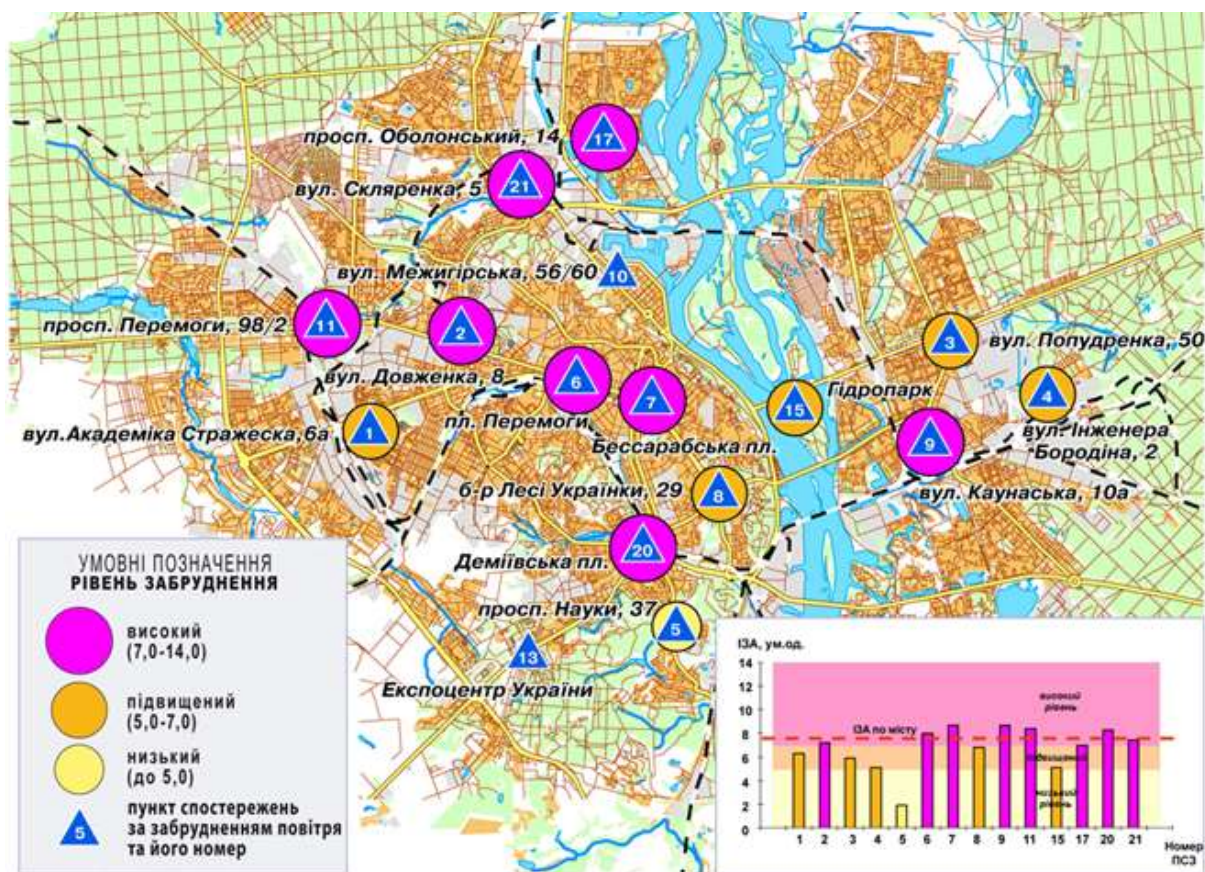 17
просп. Оболонський, 14
21
вул. Скляренка, 5
вул. Межигірська, 56/60
10
просп. Перемоги, 98/2
11
2
3
вул. Попудренка, 50
вул. Довженка, 8
6
7
15
Гідропарк
4
вул.Академіка Стражеска,6а
1
пл. Перемоги
Бессарабська пл.
9
вул. Інженера
Бородіна, 2
б-р Лесі Українки, 29
8
вул. Каунаська, 10а
Деміївська пл.
20
просп. Науки, 37
5
13
Експоцентр України
УМОВНІ ПОЗНАЧЕННЯ
РІВЕНЬ ЗАБРУДНЕННЯ
високий
(7,0-14,0)
підвищений
(5,0-7,0)
низький
(до 5,0)
5
пункт спостережень
за забрудненням повітря
та його номер
ІЗА, ум.од.
14
12
10
8
6
4
2
0
високий
рівень
ІЗА по місту
підвищений
низький
рівень
1 2 3 4 5 6 7 8 9 11 15 17 20 21
Номер
ПСЗ